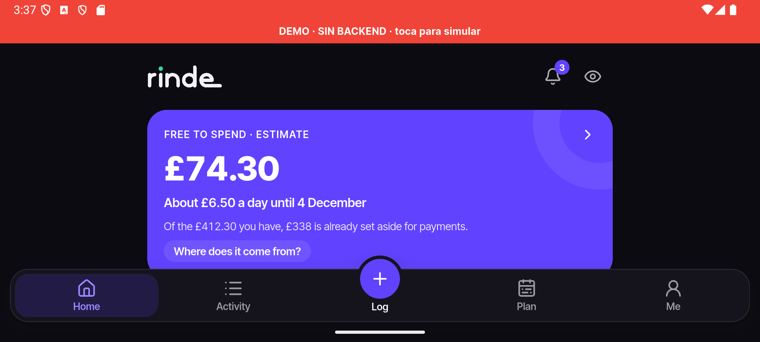 3:37
DEMO · SIN BACKEND · toca para simular
rinde
3
FREE TO SPEND · ESTIMATE
£74.30
About £6.50 a day until 4 December
Of the £412.30 you have, £338 is already set aside for payments.
Where does it come from?
Home
Activity
Log
Plan
Me